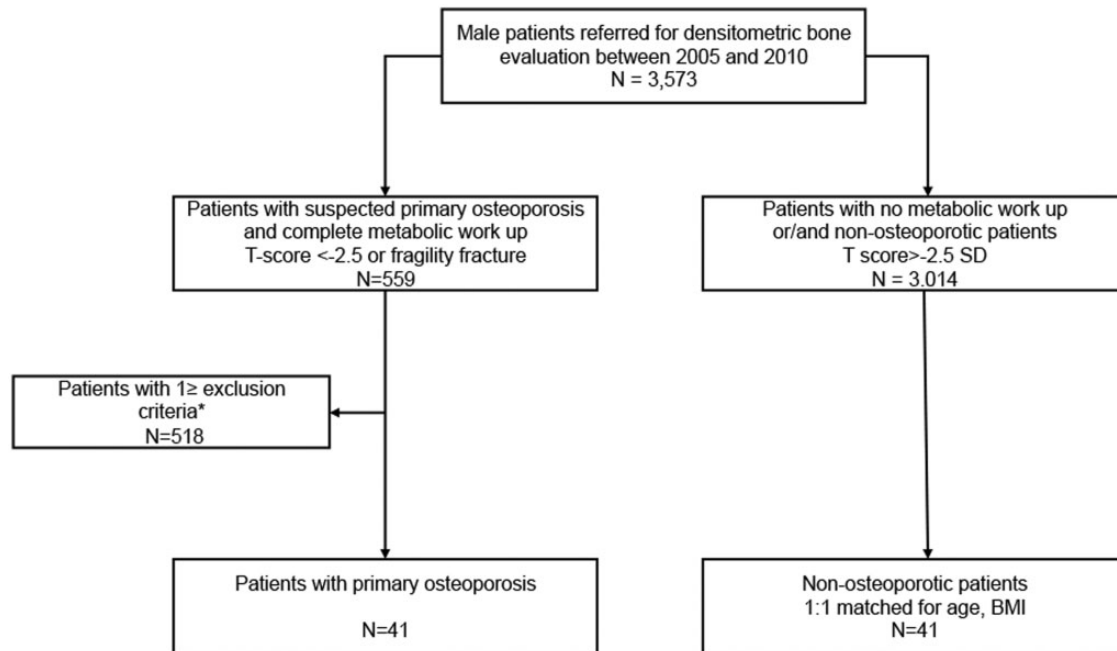 Male patients referred for densitometric bone
evaluation between 2005 and 2010
N = 3,573
Patients with suspected primary osteoporosis
and complete metabolic work up
T-score <-2.5 or fragility fracture
N=559
Patients with no metabolic work up
or/and non-osteoporotic patients
T score>-2.5 SD
N = 3.014
Patients with 1≥ exclusion
criteria*
N=518
Patients with primary osteoporosis
N=41
Non-osteoporotic patients
1:1 matched for age, BMI
N=41